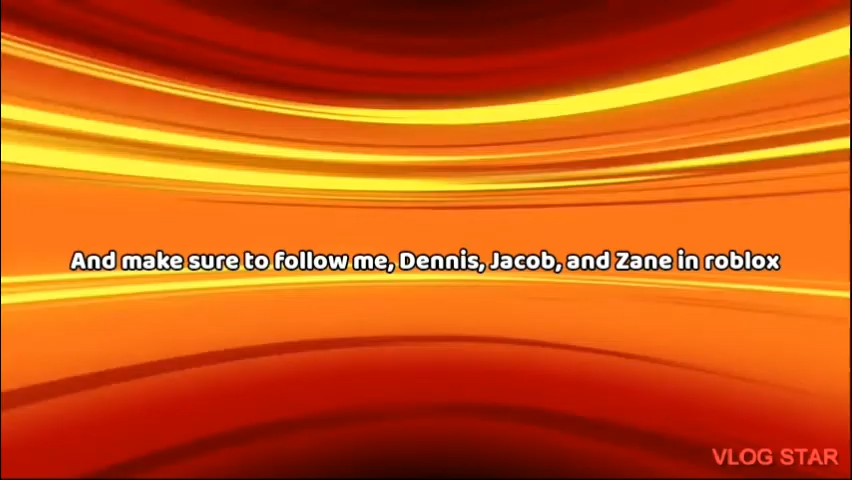 And make sure to follow me, Dennis, Jacob, and Zane in roblox
VLOG STAR